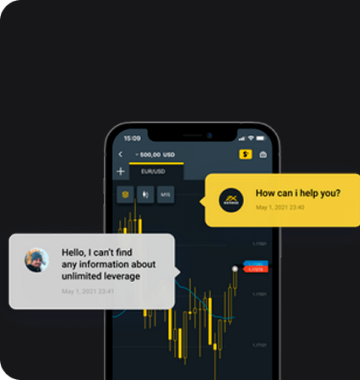 15:09
- 500,00 USD
$
EUR/USD
M15
How can i help you?
May 1, 2021 23:40
Hello, I can't find
any information about
unlimited leverage
May 1, 2021 23:41